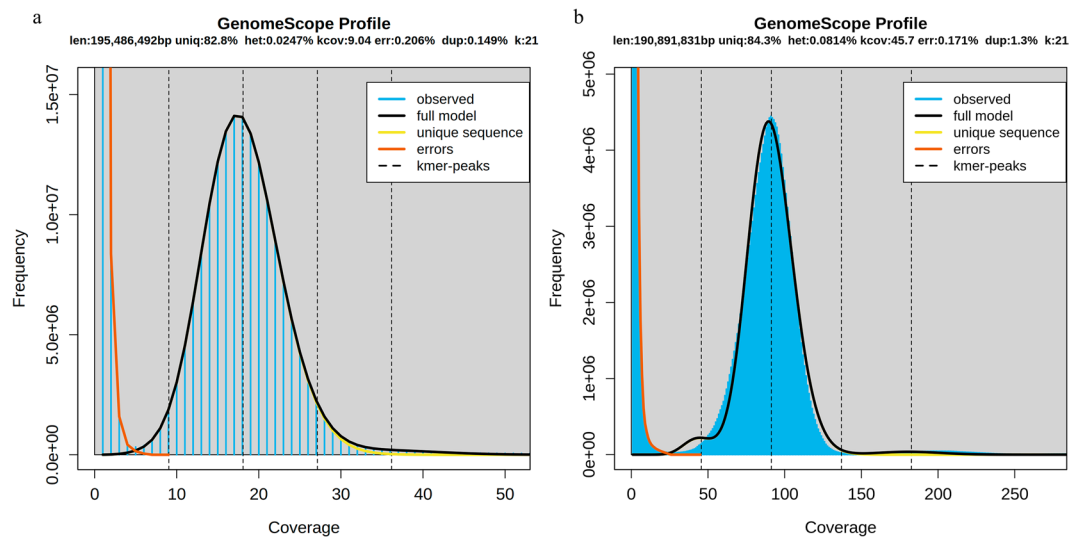 a
GenomeScope Profile
len:195,486,492bp uniq:82.8% het:0.0247% kcov:9.04 err:0.206% dup:0.149% k:21
Frequency
0.0e+00
5.0e+06
1.0e+07
1.5e+07
observed
full model
unique sequence
errors
kmer-peaks
0 10 20 30 40 50
Coverage
b
GenomeScope Profile
len:190,891,831bp uniq:84.3% het:0.0814% kcov:45.7 err:0.171% dup:1.3% k:21
Frequency
0e+00
1e+06
2e+06
3e+06
4e+06
5e+06
observed
full model
unique sequence
errors
kmer-peaks
0 50 100 150 200 250
Coverage